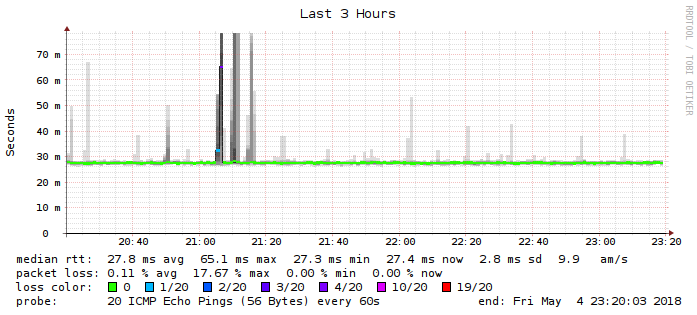 Last 3 Hours
RRDTOOL / TOBI OETIKER
Seconds
70 m
60 m
50 m
40 m
30 m
20 m
10 m
0
20:40 21:00 21:20 21:40 22:00 22:20 22:40 23:00 23:20
median rtt: 27.8 ms avg 65.1 ms max 27.3 ms min 27.4 ms now 2.8 ms sd 9.9 am/s
packet loss: 0.11 % avg 17.67 % max 0.00 % min 0.00 % now
loss color: 0 1/20 2/20 3/20 4/20 10/20 19/20
probe: 20 ICMP Echo Pings (56 Bytes) every 60s end: Fri May 4 23:20:03 2018